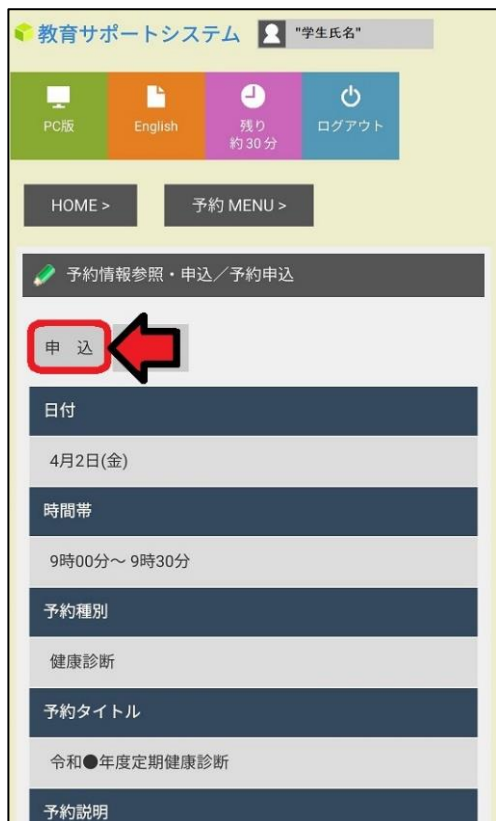 教育サポートシステム "学生氏名"
PC版 English 残り 約30分 ログアウト
HOME > 予約 MENU >
予約情報参照・申込／予約申込
申 込
日付
4月2日(金)
時間帯
9時00分～ 9時30分
予約種別
健康診断
予約タイトル
令和●年度定期健康診断
予約説明